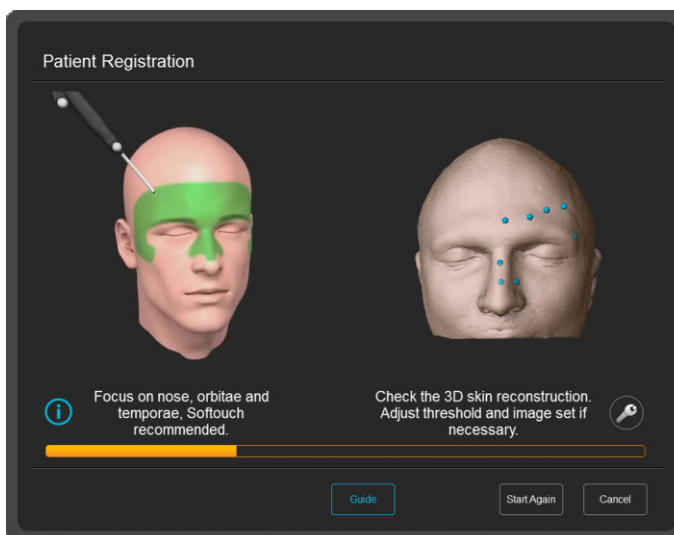 Patient Registration
Focus on nose, orbitae and
temporae, Softouch
recommended.
Check the 3D skin reconstruction.
Adjust threshold and image set if
necessary.
Guide
Start Again
Cancel